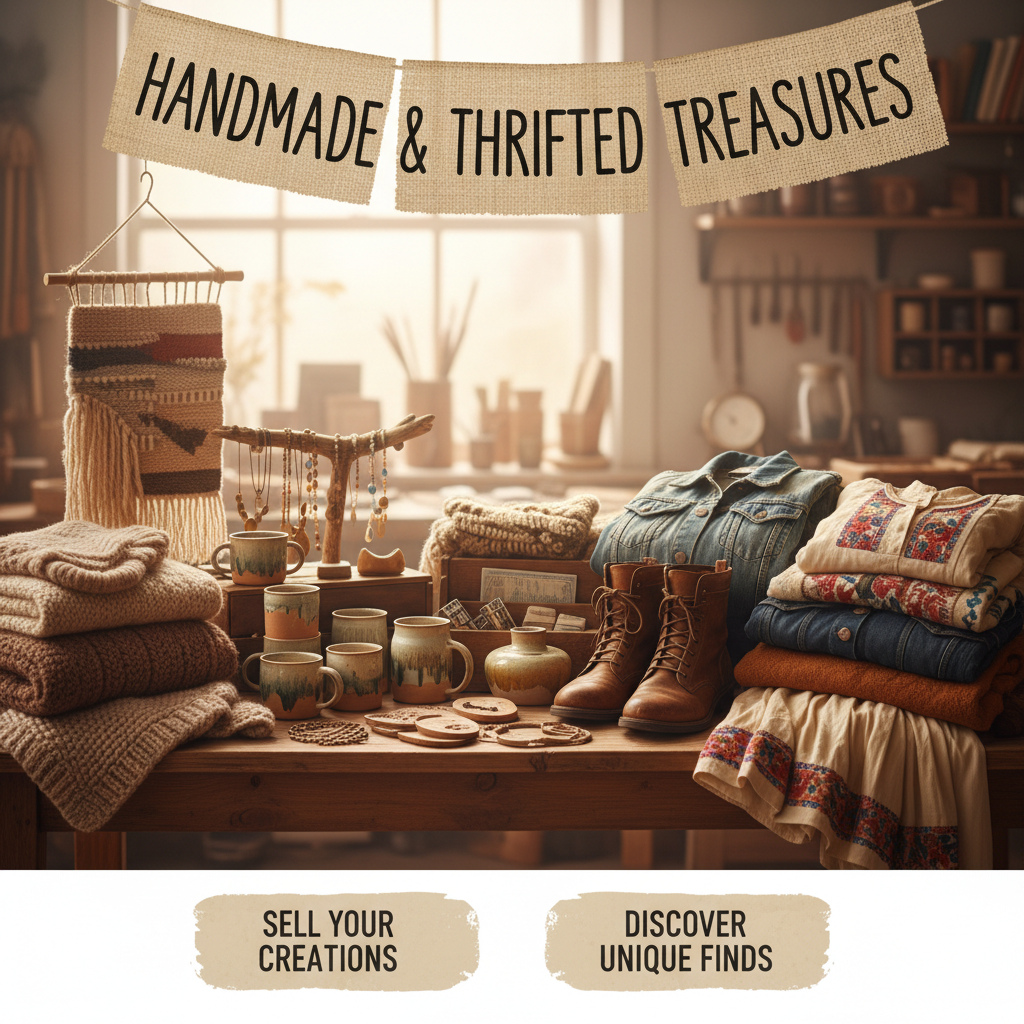 HANDMADE & THRIFTED TREASURES
SELL YOUR
CREATIONS
DISCOVER
UNIQUE FINDS